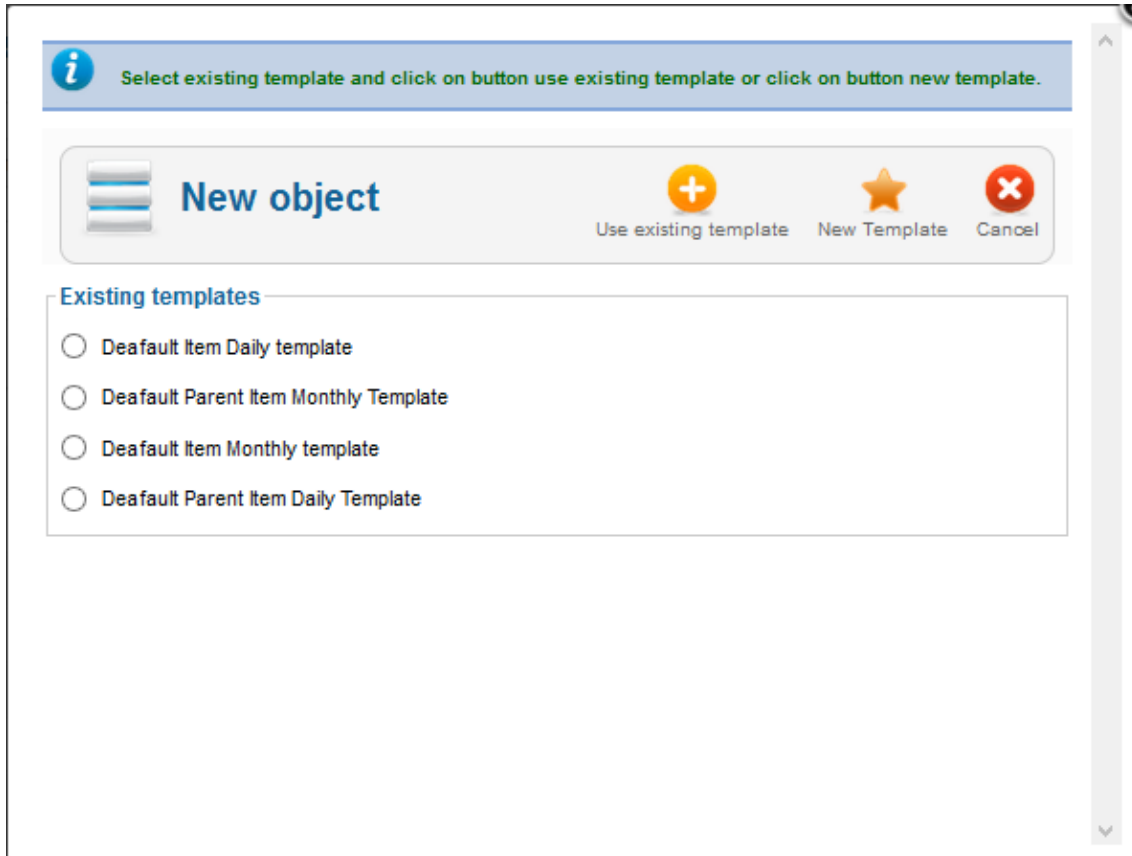 Select existing template and click on button use existing template or click on button new template.
New object
Use existing template
New Template
Cancel
Existing templates
Deafault Item Daily template
Deafault Parent Item Monthly Template
Deafault Item Monthly template
Deafault Parent Item Daily Template